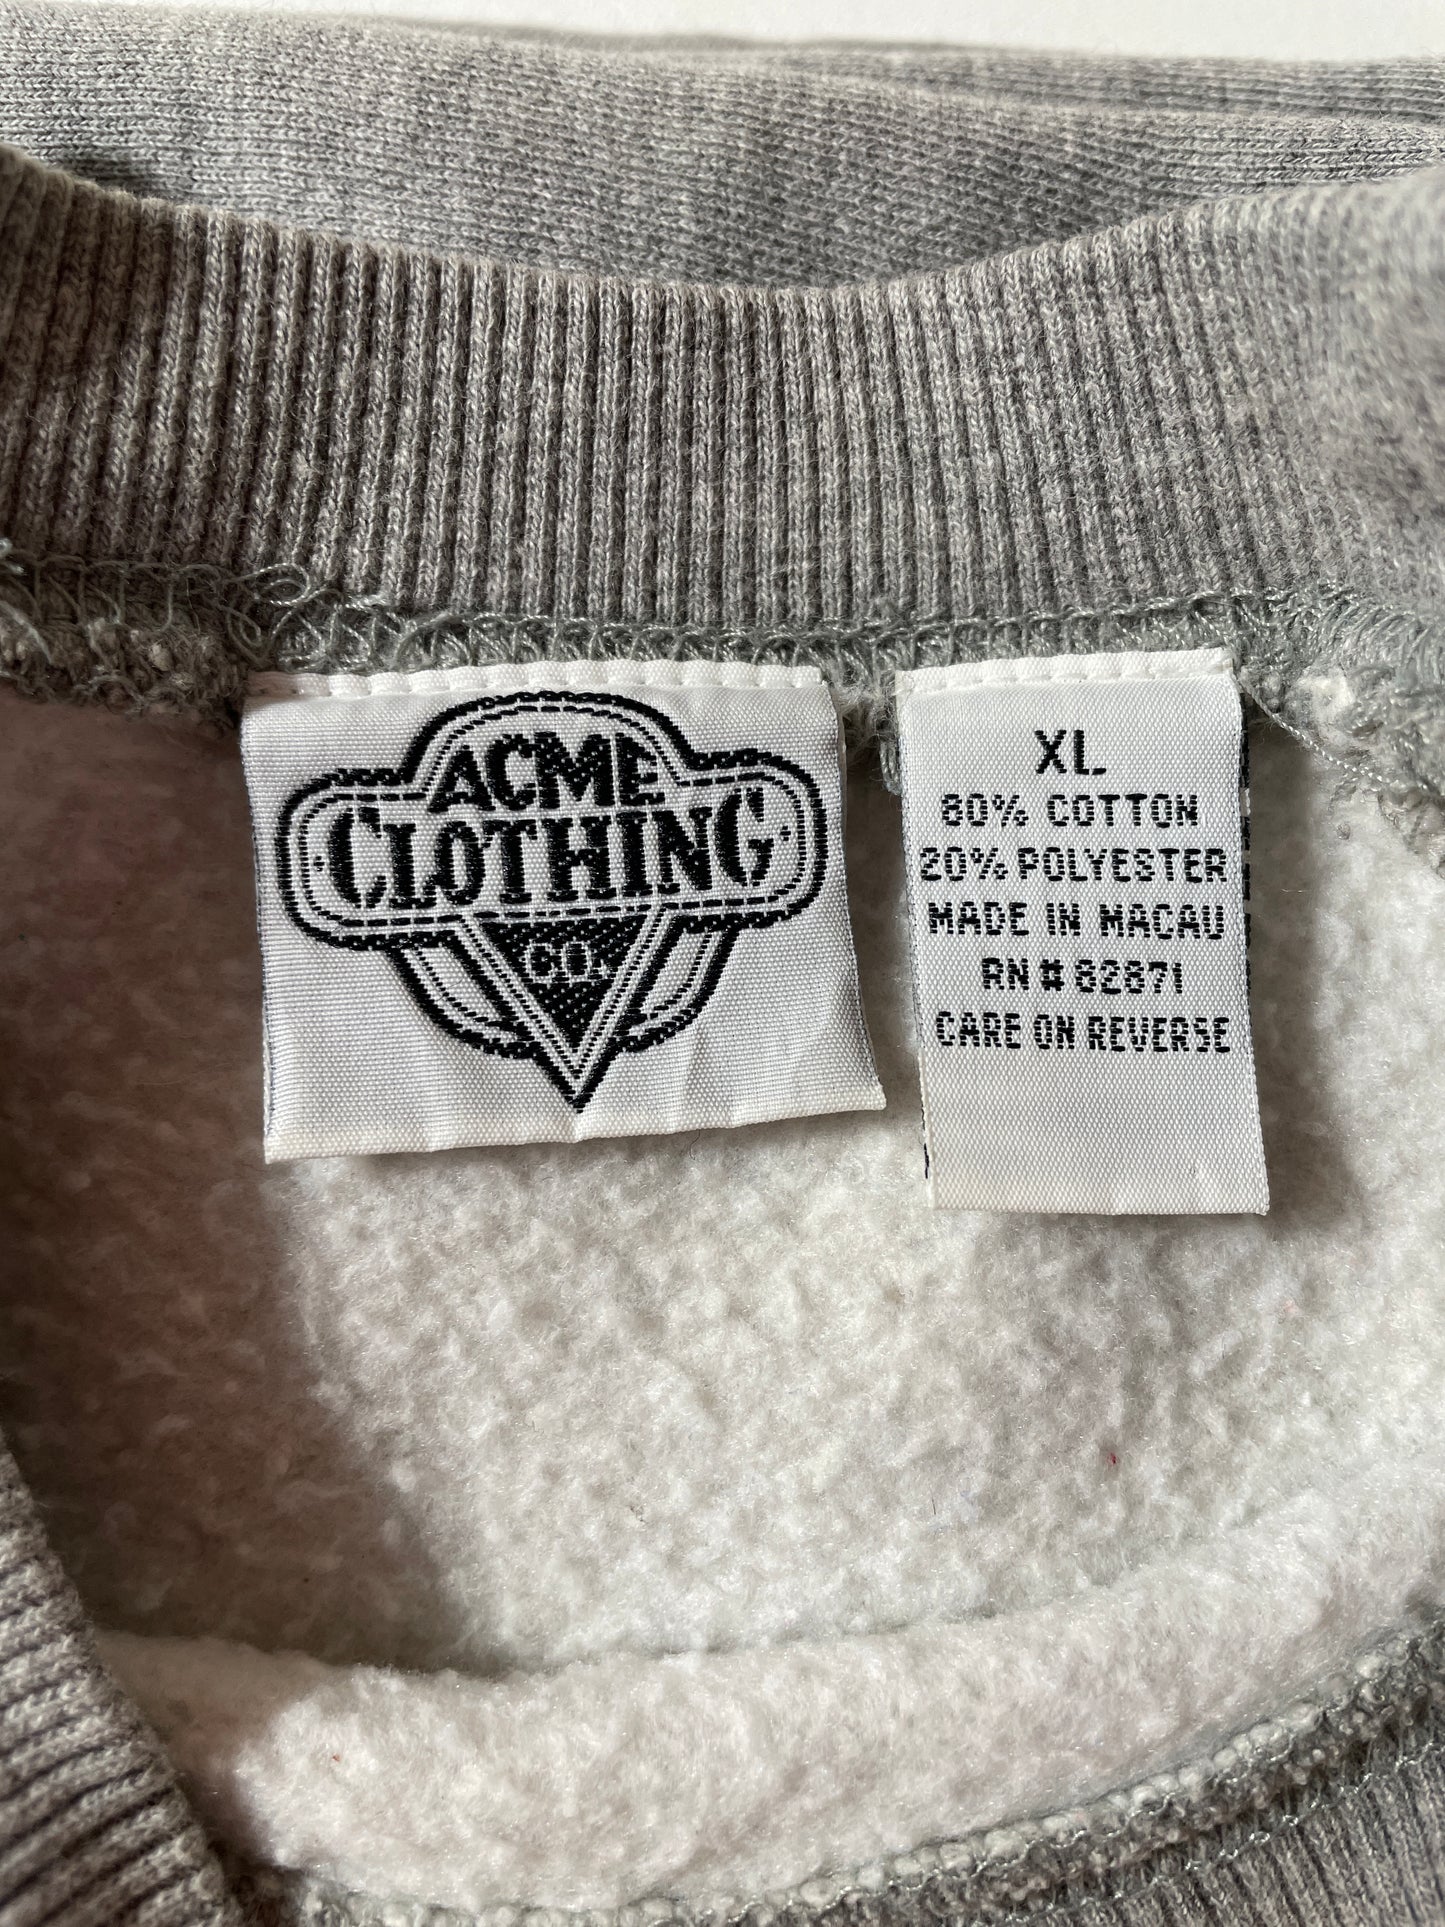 ACME
CLOTHING
CO.
XL
80% COTTON
20% POLYESTER
MADE IN MACAU
RN # 82871
CARE ON REVERSE